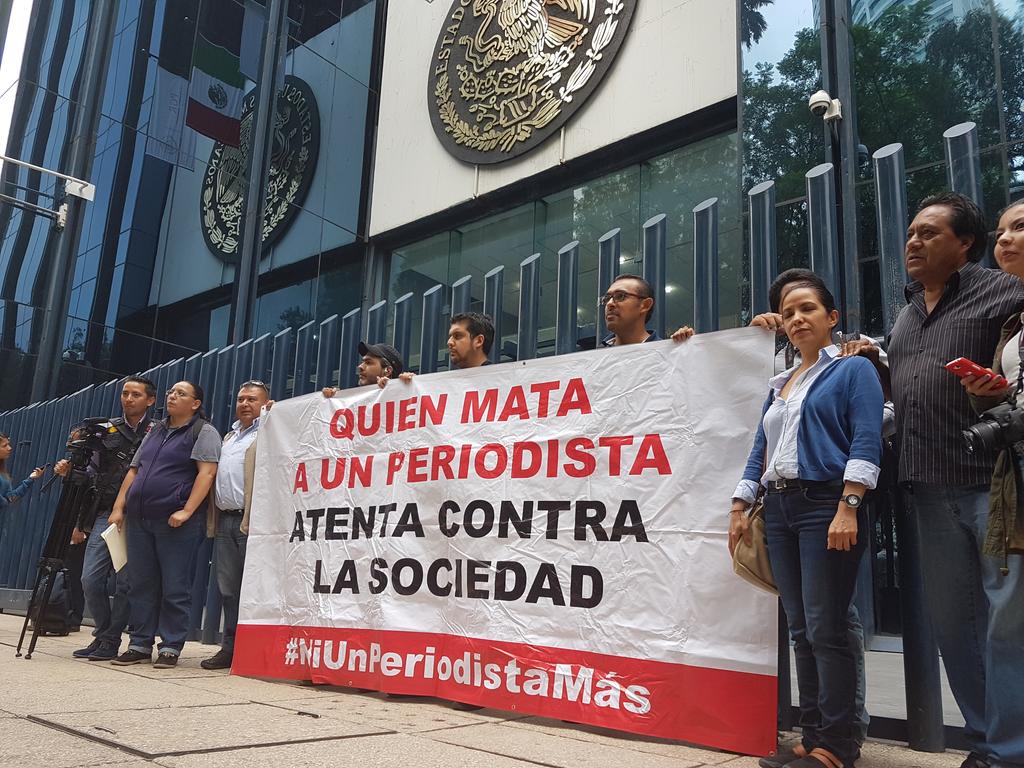 QUIEN MATA
A UN PERIODISTA
ATENTA CONTRA
LA SOCIEDAD
#NiUnPeriodistaMás